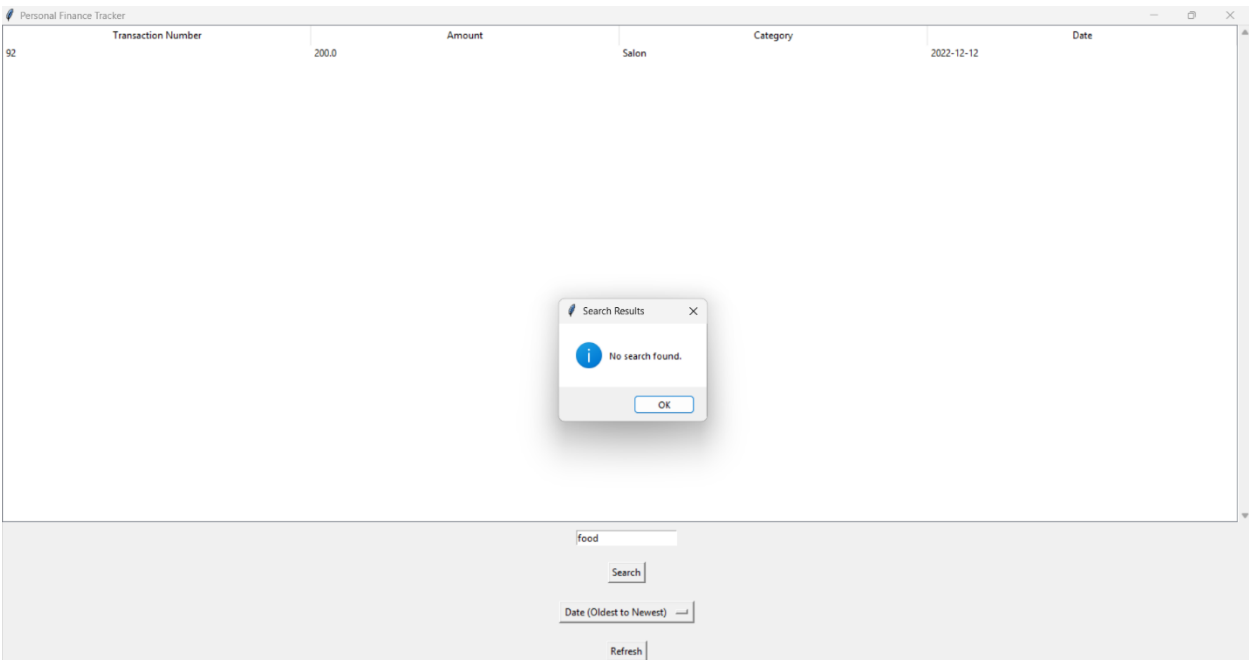 Personal Finance Tracker
Transaction Number Amount Category Date
92 200.0 Salon 2022-12-12
Search Results
No search found.
OK
food
Search
Date (Oldest to Newest)
Refresh